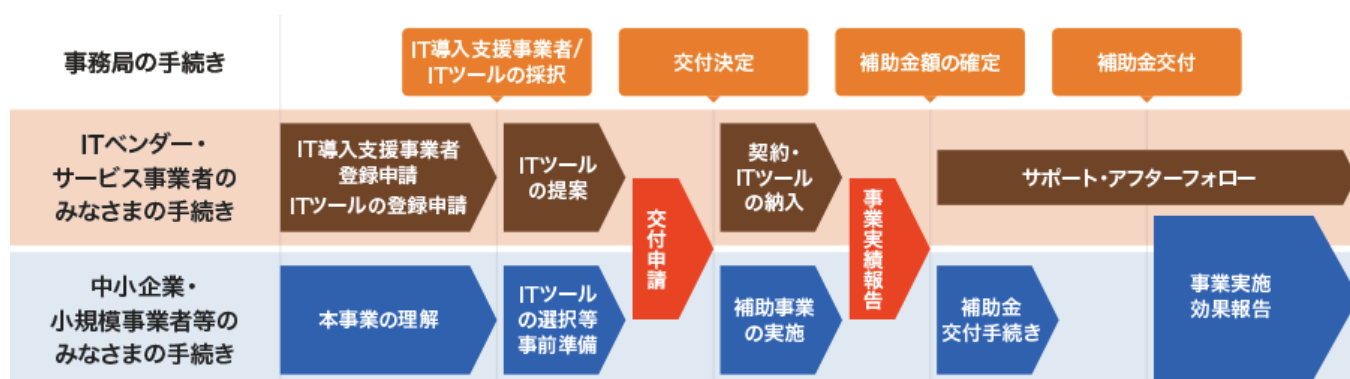 事務局の手続き
IT導入支援事業者/
ITツールの採択
交付決定
補助金額の確定
補助金交付
ITベンダー・
サービス事業者の
みなさまの手続き
IT導入支援事業者
登録申請
ITツールの登録申請
ITツール
の提案
交付申請
契約・
ITツール
の納入
事業実績報告
サポート・アフターフォロー
中小企業・
小規模事業者等の
みなさまの手続き
本事業の理解
ITツール
の選択等
事前準備
補助事業
の実施
補助金
交付手続き
事業実施
効果報告